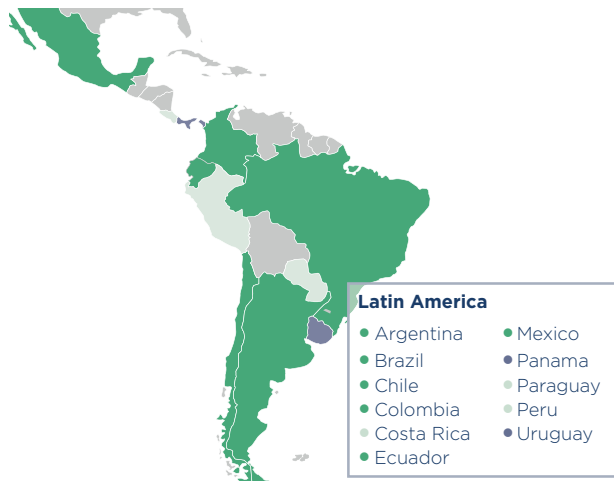 Latin America
Argentina
Brazil
Chile
Colombia
Costa Rica
Ecuador
Mexico
Panama
Paraguay
Peru
Uruguay